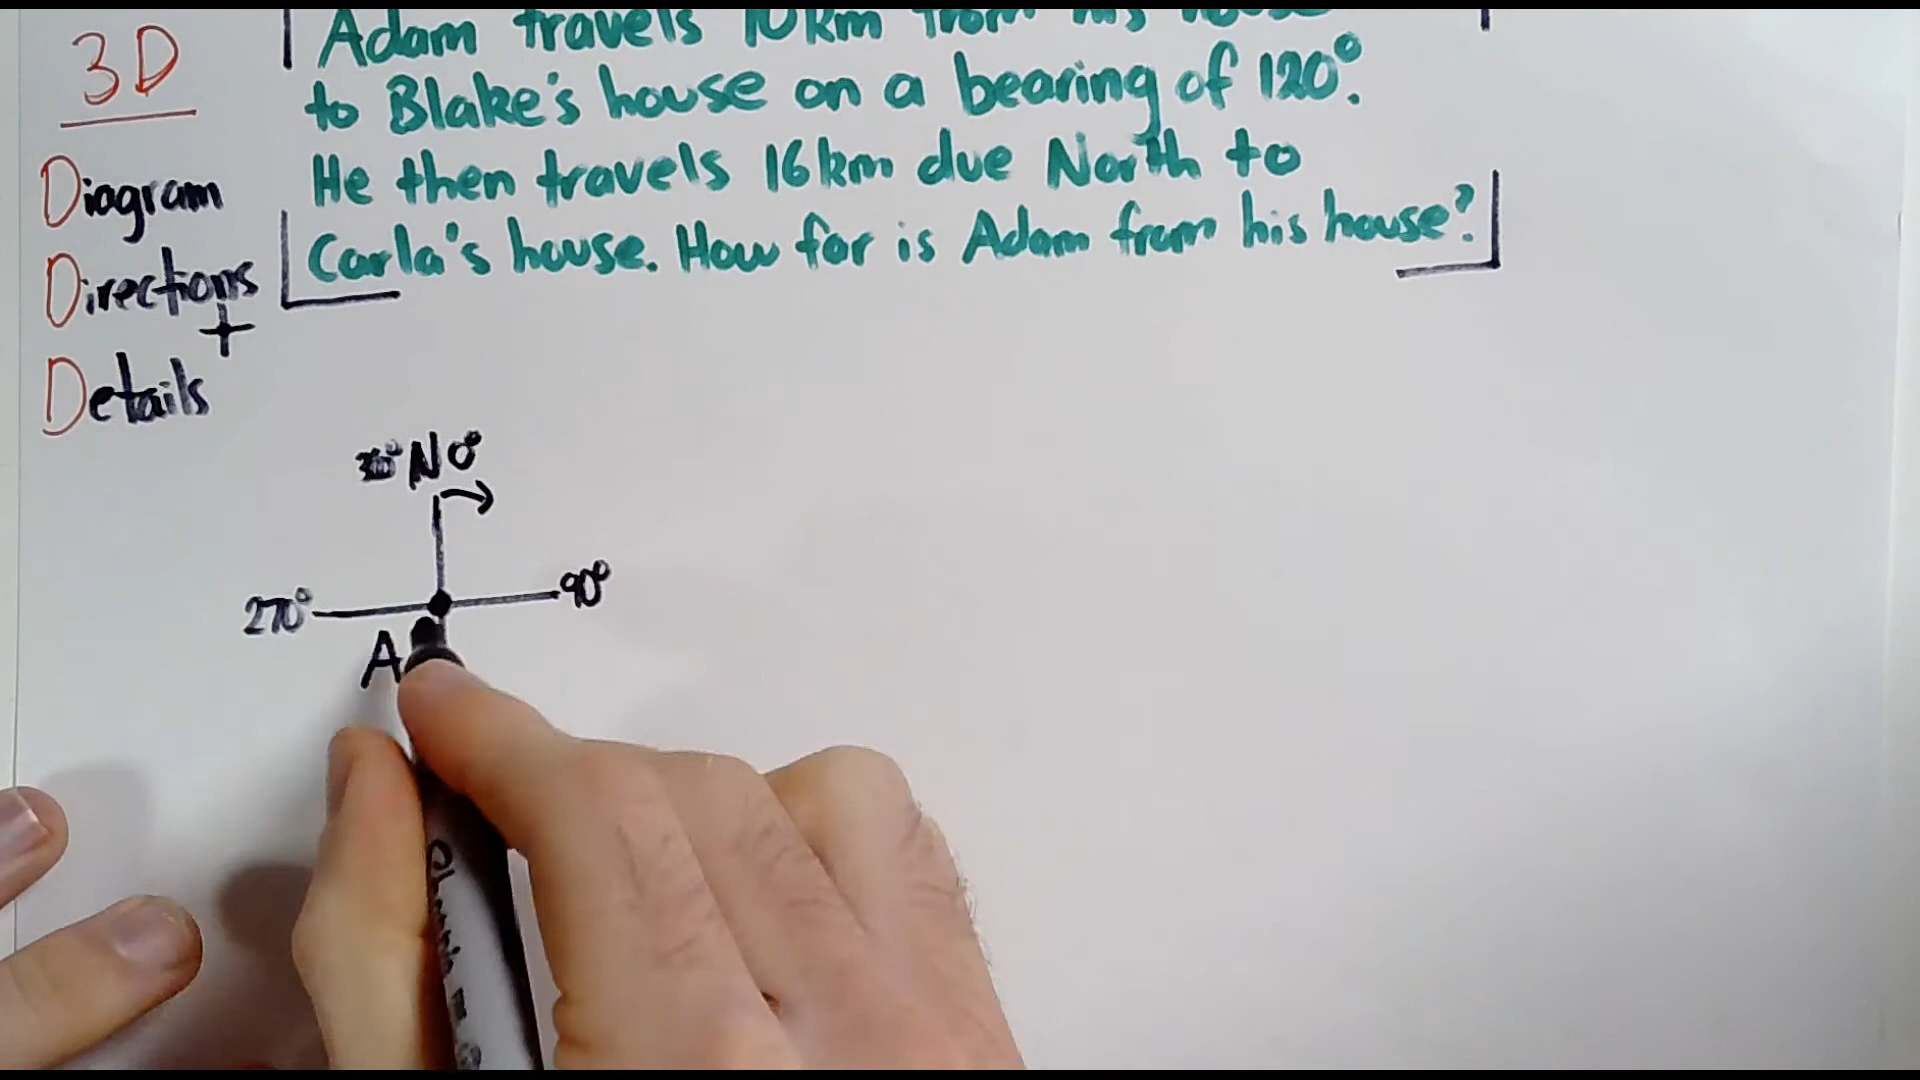 3D
Diagram
Directions
+
Details
Adam travels 10km from his house
to Blake's house on a bearing of 120°.
He then travels 16km due North to
Carla's house. How far is Adam from his house?
360° N 0°
270°
90°
A